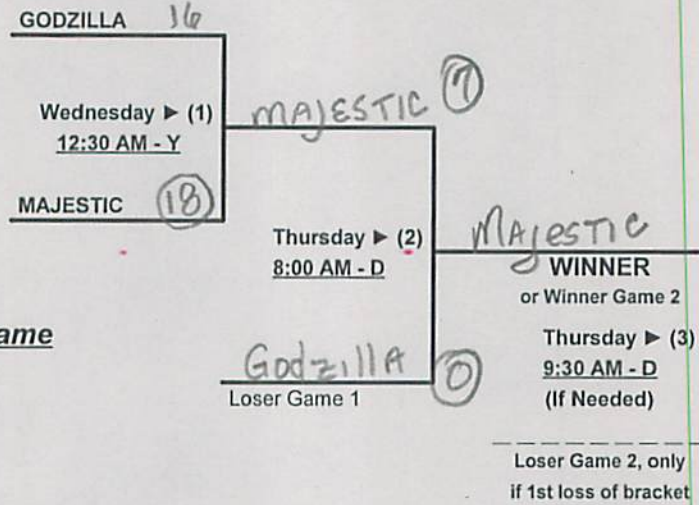 GODZILLA 16
Wednesday ► (1)
12:30 AM - Y
MAJESTIC 18
MAJESTIC 7
Thursday ► (2)
8:00 AM - D
Godzilla 0
Loser Game 1
Majestic
WINNER
or Winner Game 2
Thursday ► (3)
9:30 AM - D
(If Needed)
Loser Game 2, only
if 1st loss of bracket
ame